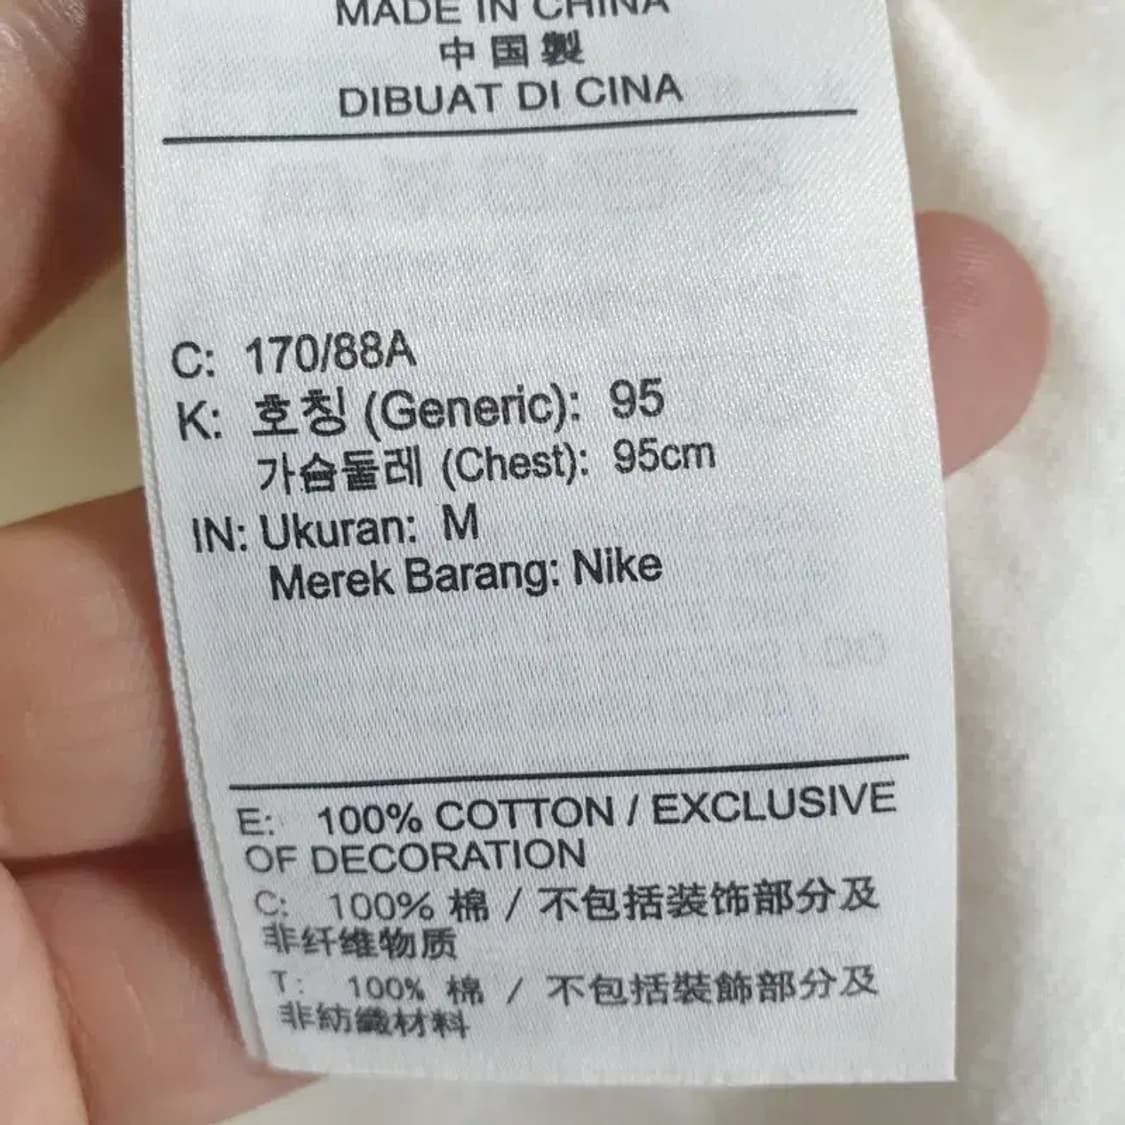 MADE IN CHINA
中国製
DIBUAT DI CINA
C: 170/88A
K: 호칭 (Generic): 95
가슴둘레 (Chest): 95cm
IN: Ukuran: M
Merek Barang: Nike
E: 100% COTTON / EXCLUSIVE
OF DECORATION
C: 100% 棉 / 不包括装饰部分及
非纤维物质
T: 100% 棉 / 不包括裝飾部分及
非紡織材料